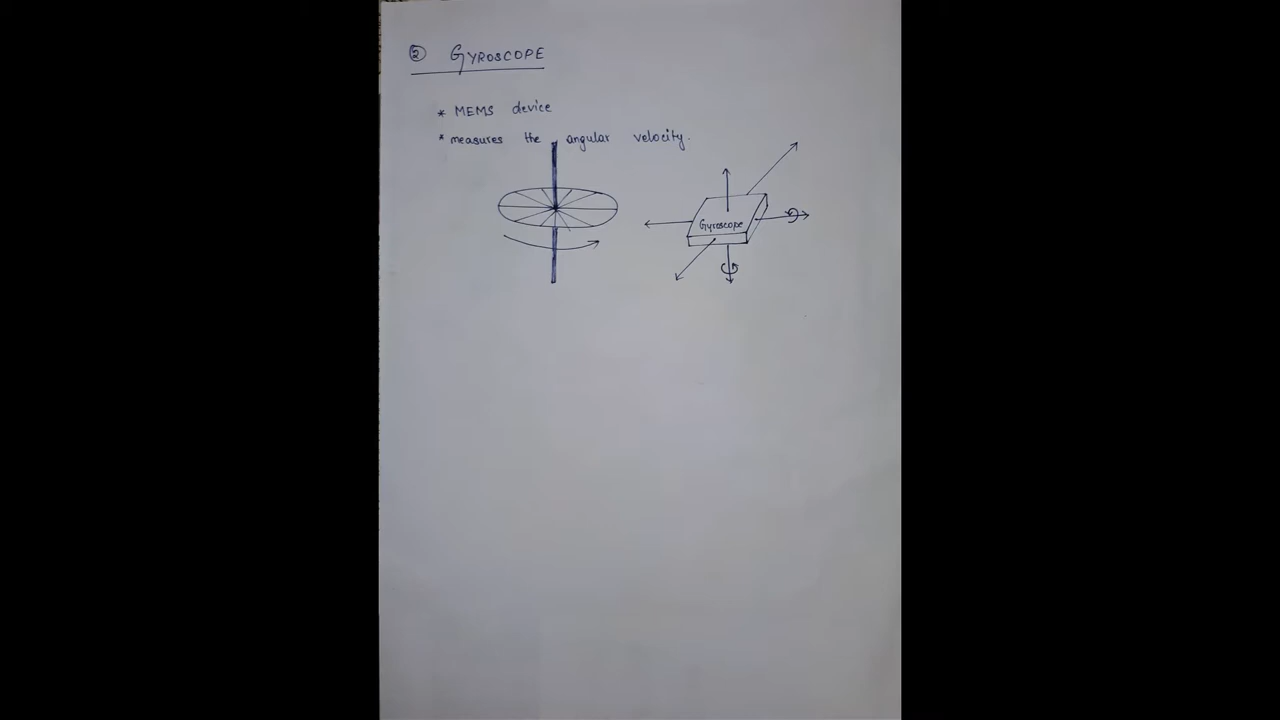 ② GYROSCOPE
* MEMS device
* measures the angular velocity.
Gyroscope